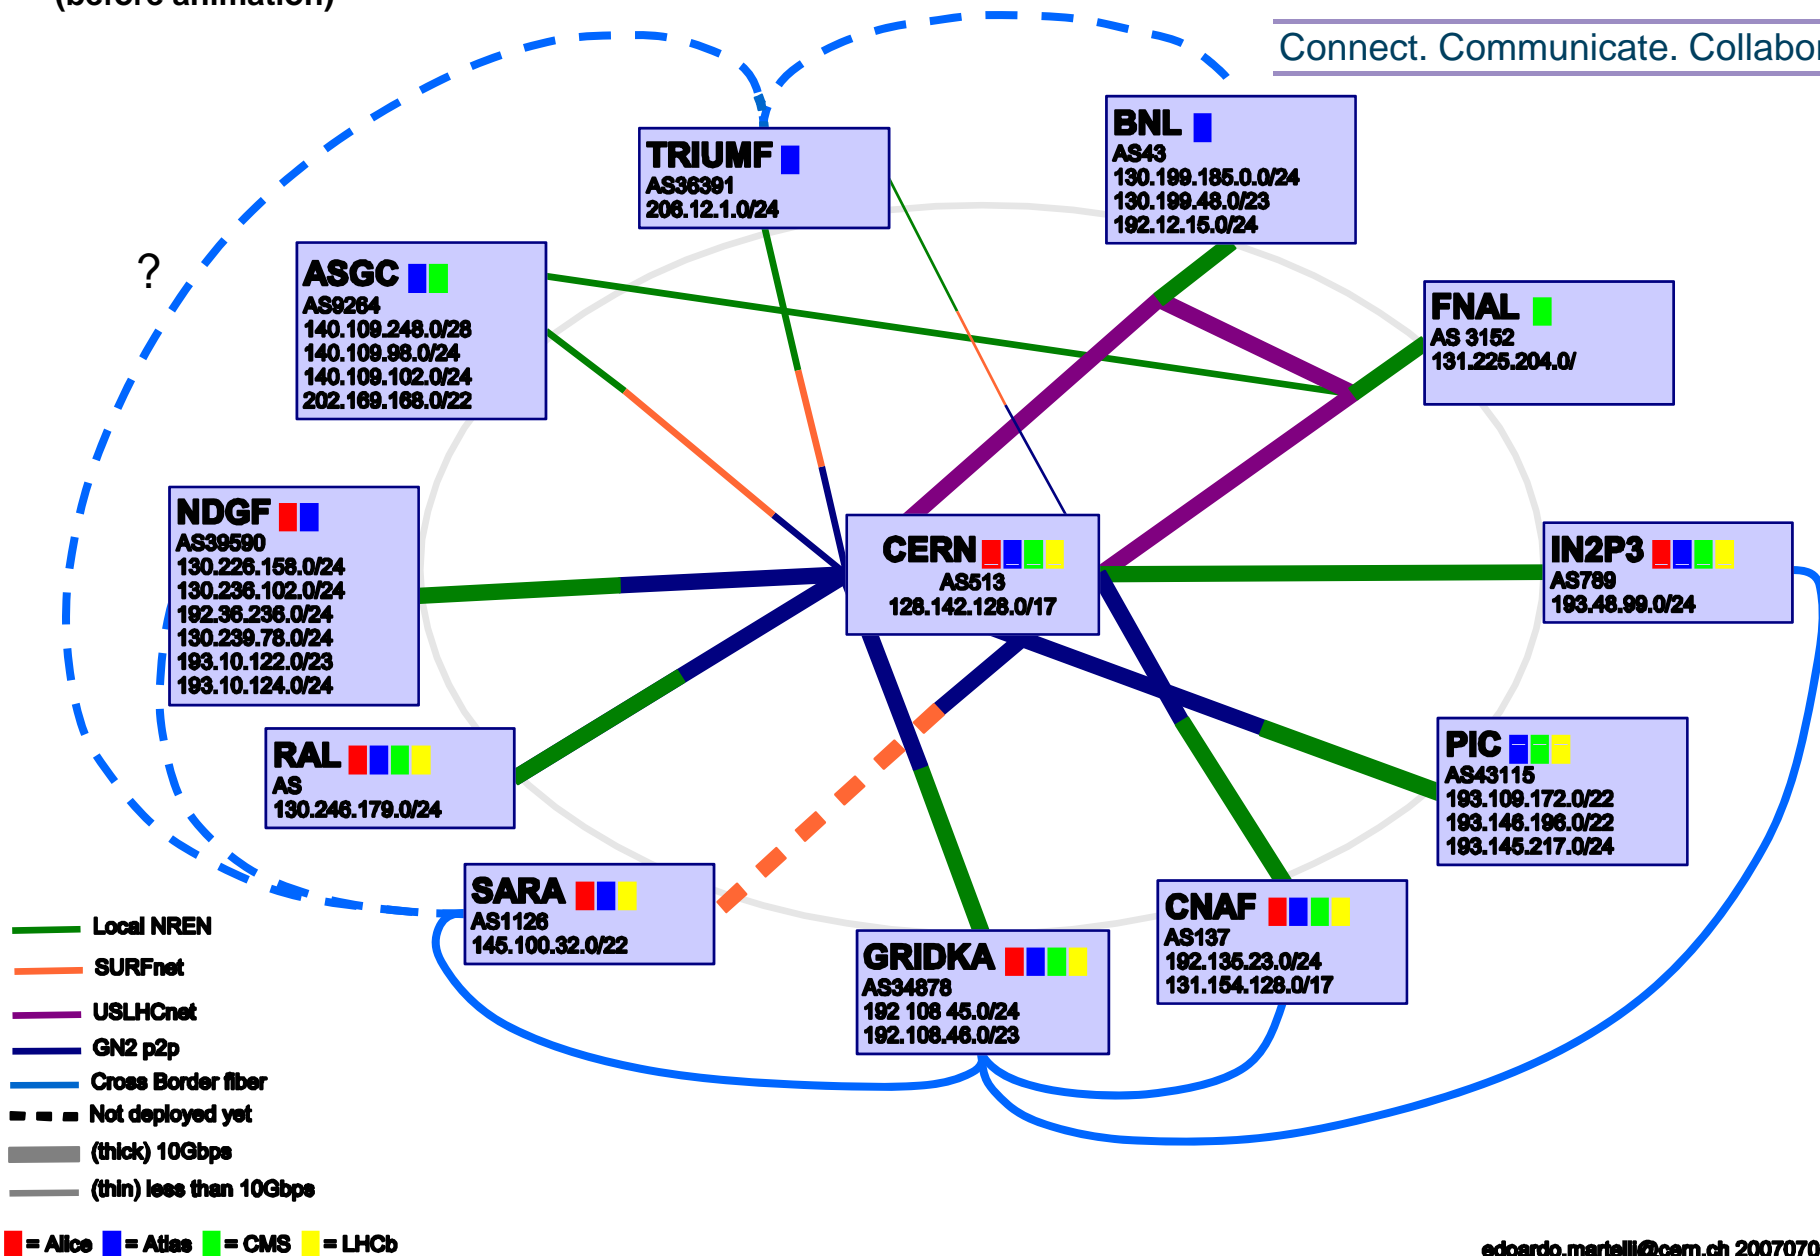 (before animation)
Connect. Communicate. Collabor
BNL
AS43
130.199.185.0.0/24
130.199.48.0/23
192.12.15.0/24
TRIUMF
AS36391
206.12.1.0/24
?
ASGC
AS9264
140.109.248.0/28
140.109.98.0/24
140.109.102.0/24
202.169.168.0/22
FNAL
AS 3152
131.225.204.0/
NDGF
AS39590
130.226.158.0/24
130.236.102.0/24
192.36.236.0/24
130.239.78.0/24
193.10.122.0/23
193.10.124.0/24
CERN
AS513
128.142.128.0/17
IN2P3
AS789
193.48.99.0/24
RAL
AS
130.246.179.0/24
PIC
AS43115
193.109.172.0/22
193.146.196.0/22
193.145.217.0/24
SARA
AS1126
145.100.32.0/22
GRIDKA
AS34878
192 108 45.0/24
192.108.46.0/23
CNAF
AS137
192.135.23.0/24
131.154.128.0/17
Local NREN
SURFnet
USLHCnet
GN2 p2p
Cross Border fiber
Not deployed yet
(thick) 10Gbps
(thin) less than 10Gbps
= Alice = Atlas = CMS = LHCb
edoardo.martelli@cern.ch 2007070